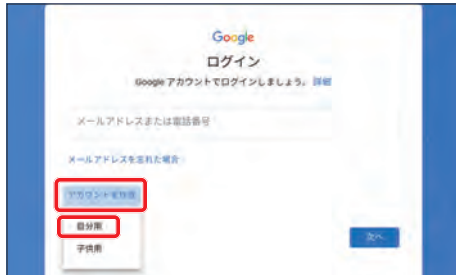 Google
ログイン
Google アカウントでログインしましょう。詳細
メールアドレスまたは電話番号
メールアドレスを忘れた場合
アカウントを作成
自分用
子供用
次へ